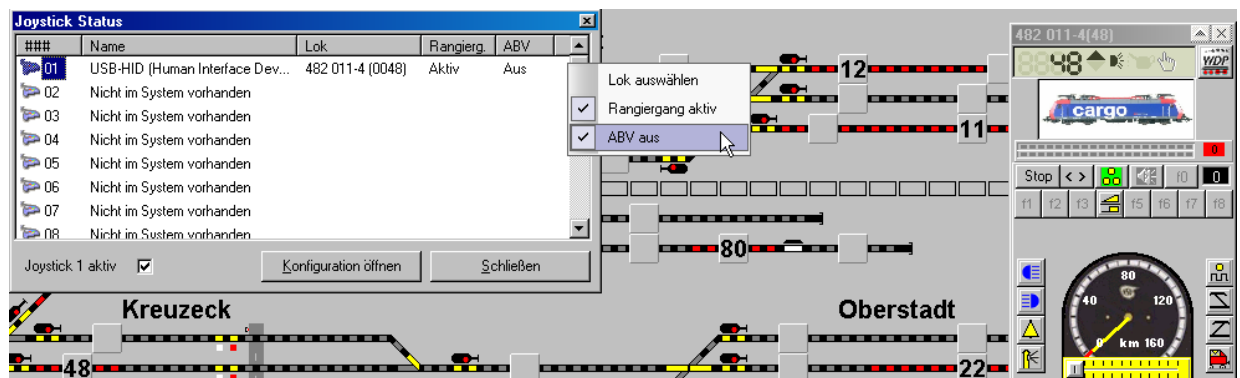 Joystick Status
### Name Lok Rangierg. ABV
01 USB-HID (Human Interface Dev... 482 011-4 (0048) Aktiv Aus
02 Nicht im System vorhanden
03 Nicht im System vorhanden
04 Nicht im System vorhanden
05 Nicht im System vorhanden
06 Nicht im System vorhanden
07 Nicht im System vorhanden
08 Nicht im System vorhanden
Joystick 1 aktiv
Konfiguration öffnen
Schließen
Lok auswählen
Rangiergang aktiv
ABV aus
12
11
80
Kreuzeck
Oberstadt
48
22
482 011-4(48)
48
WDP
cargo
0
Stop < > f0 0
f1 f2 f3 f5 f6 f7 f8
80
40 120
0 km 160